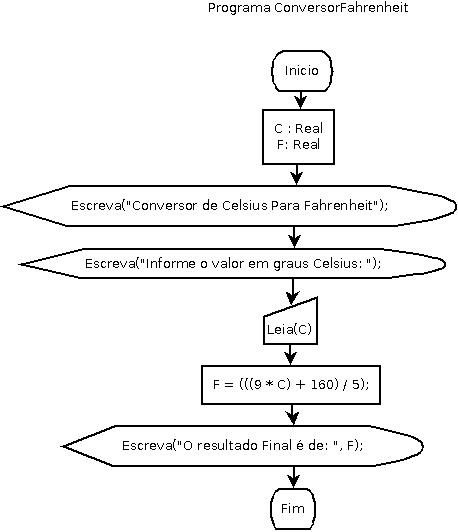 Programa ConversorFahrenheit
Inicio
C : Real
F: Real
Escreva("Conversor de Celsius Para Fahrenheit");
Escreva("Informe o valor em graus Celsius: ");
Leia(C)
F = (((9 * C) + 160) / 5);
Escreva("O resultado Final é de: ", F);
Fim